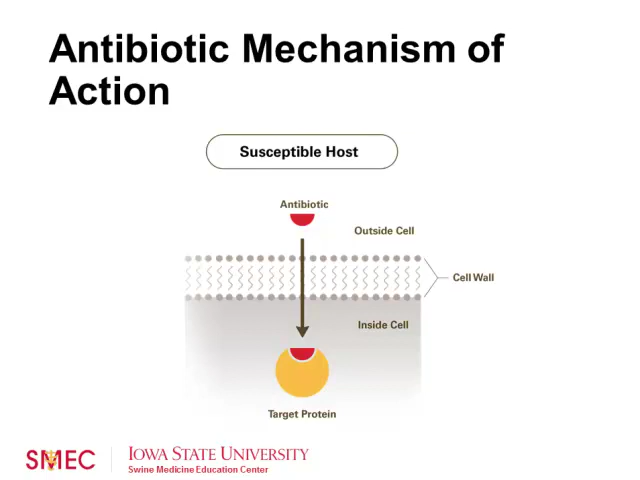 Antibiotic Mechanism of
Action
Susceptible Host
Antibiotic
Outside Cell
Cell Wall
Inside Cell
Target Protein
SMEC
IOWA STATE UNIVERSITY
Swine Medicine Education Center